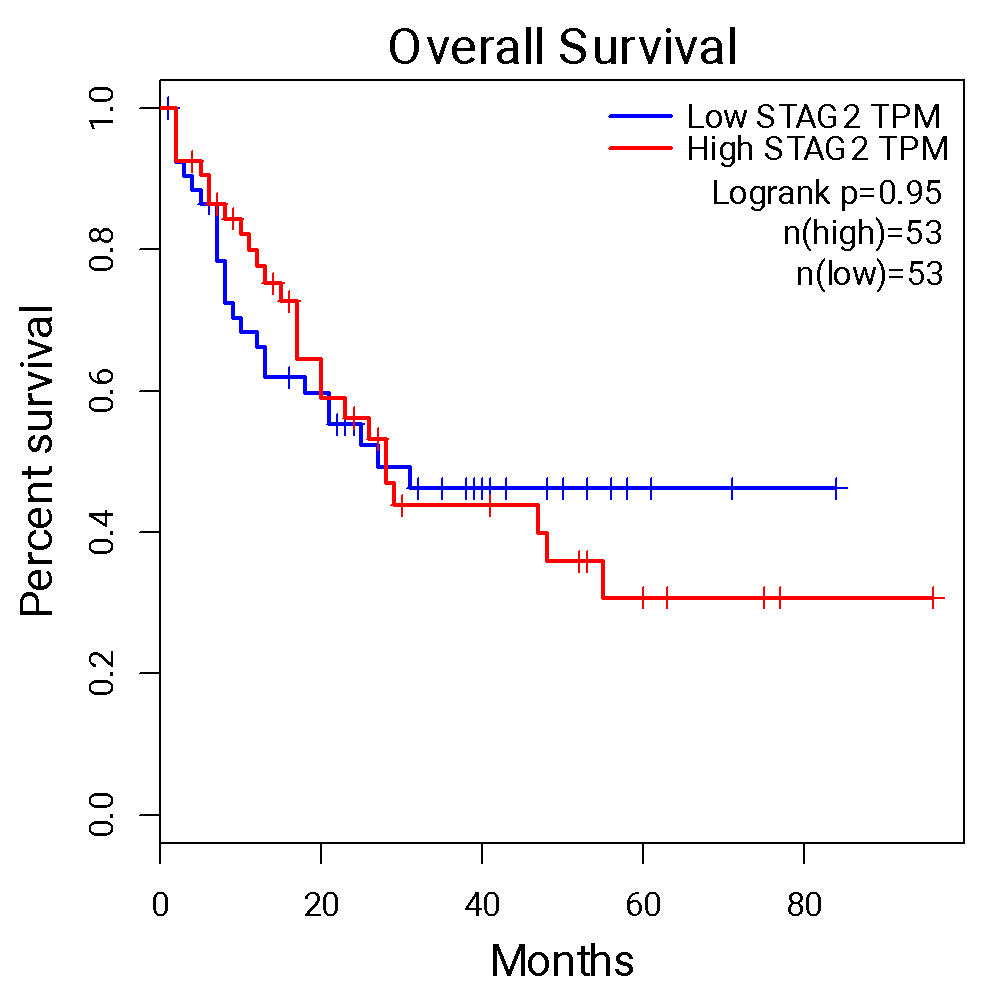 Overall Survival
Low STAG2 TPM
High STAG2 TPM
Logrank p=0.95
n(high)=53
n(low)=53
Percent survival
1.0
0.8
0.6
0.4
0.2
0.0
0 20 40 60 80
Months